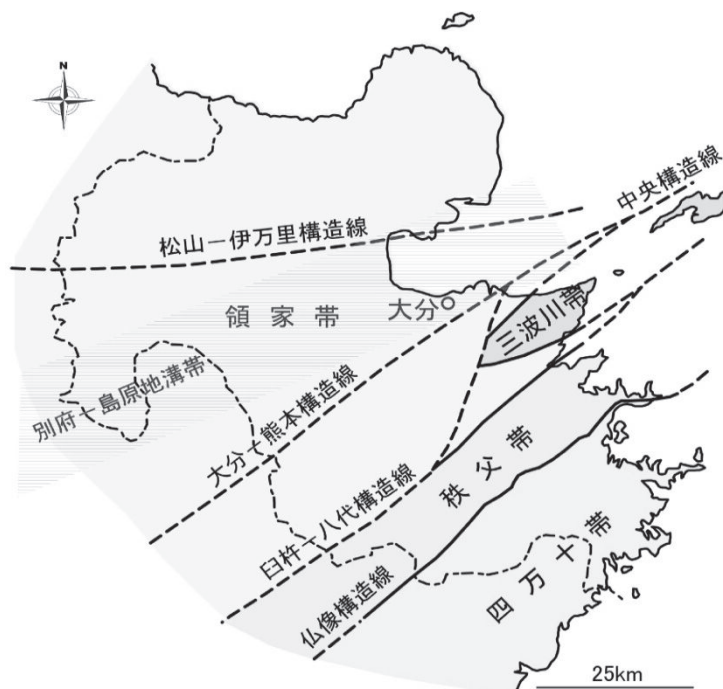 N
中央構造線
松山－伊万里構造線
領家帯
大分
三波川帯
別府－島原地溝帯
大分－熊本構造線
秩父帯
臼杵－八代構造線
四万十帯
仏像構造線
25km